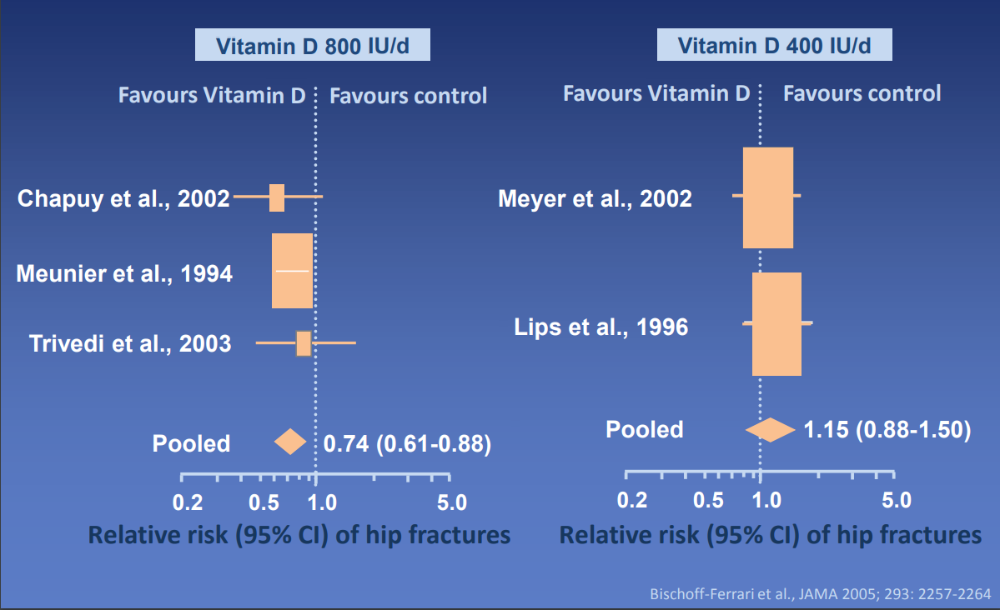 Vitamin D 800 IU/d
Favours Vitamin D
Favours control
Chapuy et al., 2002
Meunier et al., 1994
Trivedi et al., 2003
Pooled
0.74 (0.61-0.88)
0.2 0.5 1.0 5.0
Relative risk (95% CI) of hip fractures
Vitamin D 400 IU/d
Favours Vitamin D
Favours control
Meyer et al., 2002
Lips et al., 1996
Pooled
1.15 (0.88-1.50)
0.2 0.5 1.0 5.0
Relative risk (95% CI) of hip fractures
Bischoff-Ferrari et al., JAMA 2005; 293: 2257-2264